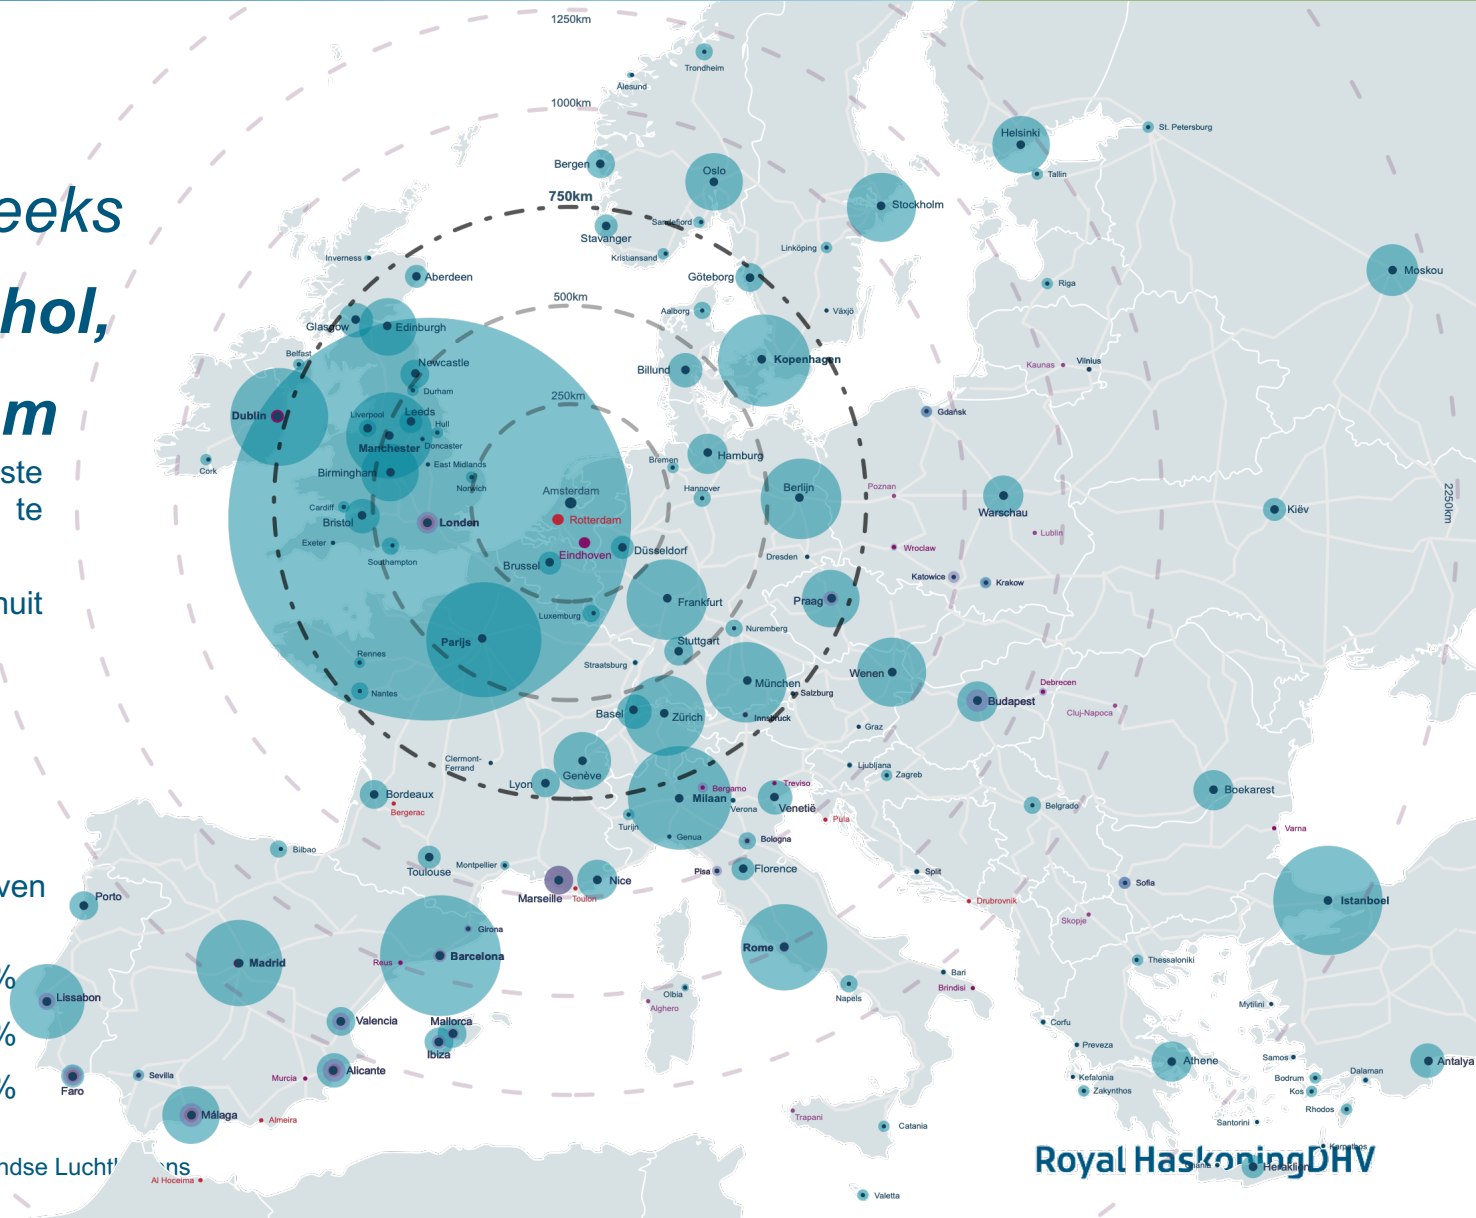 1250km
Trondheim
Ålesund
1000km
Helsinki
St. Petersburg
Bergen
Oslo
Tallin
750km
eeks
Stockholm
Sandefjord
Stavanger
Linköping
Inverness
Kristiansand
Moskou
Aberdeen
Göteborg
Riga
500km
hol,
Aalborg
Växjö
Glasgow
Edinburgh
Belfast
Newcastle
Kopenhagen
Kaunas
Vilnius
Billund
Durham
250km
m
Dublin
Liverpool
Leeds
Gdańsk
Hull
Manchester
Doncaster
Hamburg
ste
Cork
Birmingham
East Midlands
Bremen
Norwich
Hannover
Amsterdam
Berlijn
Poznan
2250km
te
Cardiff
Bristol
Londen
Rotterdam
Warschau
Kiëv
Exeter
Lublin
Southampton
Eindhoven
Düsseldorf
Wroclaw
Brussel
Dresden
Katowice
Krakow
nuit
Frankfurt
Praag
Luxemburg
Nuremberg
Parijs
Stuttgart
Rennes
Straatsburg
Wenen
Nantes
München
Salzburg
Debrecen
Basel
Zürich
Innsbruck
Budapest
Cluj-Napoca
Graz
Clermont-
Ferrand
Genève
Ljubljana
Zagreb
Lyon
Bergamo
Treviso
Bordeaux
Milaan
Verona
Venetië
Boekarest
Bergerac
Belgrado
Turijn
Pula
Varna
Genua
Bologna
Bilbao
Toulouse
Montpellier
Pisa
Florence
Split
ven
Nice
Sofia
Porto
Marseille
Toulon
Drubrovnik
Istanboel
Skopje
Girona
Rome
Madrid
Reus
Barcelona
Thessaloniki
%
Bari
Lissabon
Olbia
Napels
Brindisi
Alghero
Mytilini
Valencia
Mallorca
Corfu
%
Ibiza
Preveza
Athene
Samos
Antalya
Faro
Sevilla
Murcia
Alicante
Kefalonia
Bodrum
Dalaman
%
Zakynthos
Kos
Málaga
Almeira
Trapani
Rhodos
Catania
Santorini
Karpathos
ndse Luchth
ns
Royal HaskoningDHV
Heraklion
Al Hoceima
Valetta